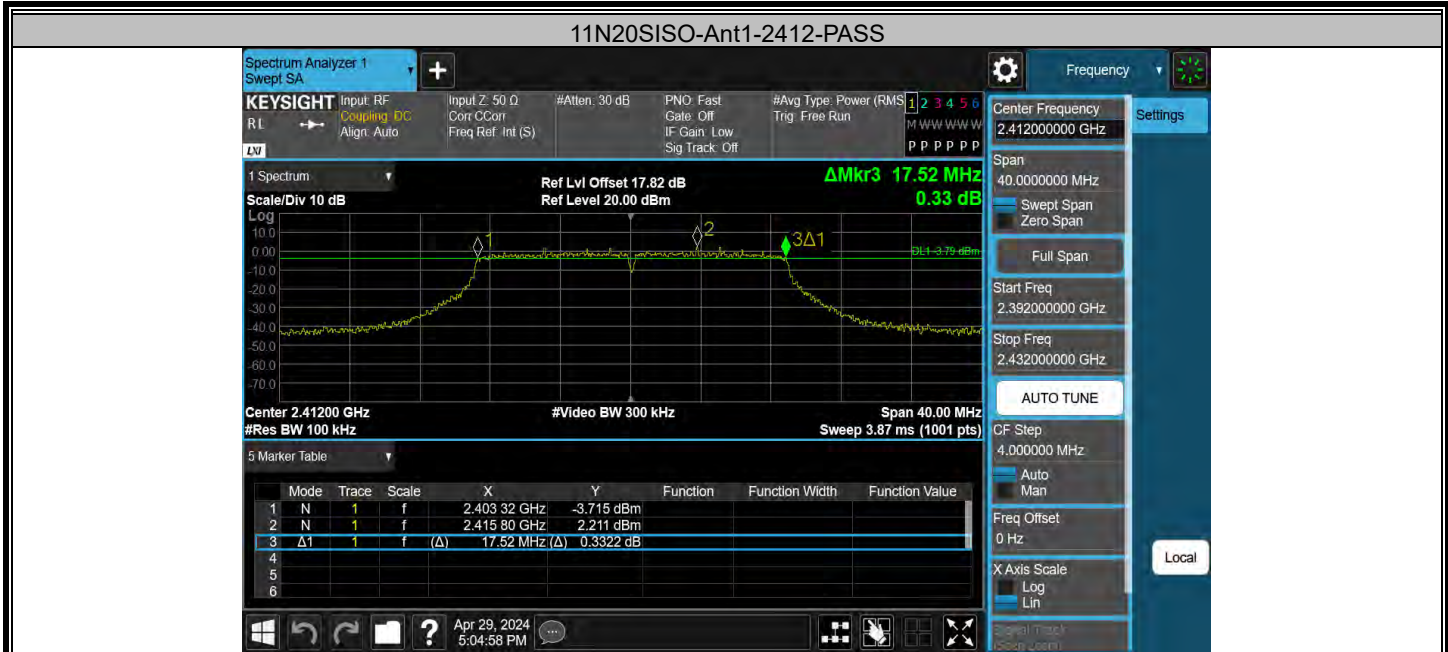 11N20SISO-Ant1-2412-PASS
Spectrum Analyzer 1
Swept SA
Frequency
KEYSIGHT
RL
LXI
Input: RF
Coupling: DC
Align: Auto
Input Z: 50 Ω
Corr CCorr
Freq Ref: Int (S)
#Atten: 30 dB
PNO: Fast
Gate: Off
IF Gain: Low
Sig Track: Off
#Avg Type: Power (RMS
Trig: Free Run
1 2 3 4 5 6
M W W W W W
P P P P P P
1 Spectrum
Scale/Div 10 dB
Log
Ref Lvl Offset 17.82 dB
Ref Level 20.00 dBm
ΔMkr3 17.52 MHz
0.33 dB
10.0
0.00
-10.0
-20.0
-30.0
-40.0
-50.0
-60.0
-70.0
1
2
3Δ1
DL1 -3.79 dBm
Center 2.41200 GHz
#Res BW 100 kHz
#Video BW 300 kHz
Span 40.00 MHz
Sweep 3.87 ms (1001 pts)
5 Marker Table
Mode Trace Scale X Y Function Function Width Function Value
1 N 1 f 2.403 32 GHz -3.715 dBm
2 N 1 f 2.415 80 GHz 2.211 dBm
3 Δ1 1 f (Δ) 17.52 MHz (Δ) 0.3322 dB
4
5
6
Apr 29, 2024
5:04:58 PM
?
Center Frequency
2.412000000 GHz
Settings
Span
40.0000000 MHz
Swept Span
Zero Span
Full Span
Start Freq
2.392000000 GHz
Stop Freq
2.432000000 GHz
AUTO TUNE
CF Step
4.000000 MHz
Auto
Man
Freq Offset
0 Hz
X Axis Scale
Log
Lin
Signal Track
(Span Zoom)
Local